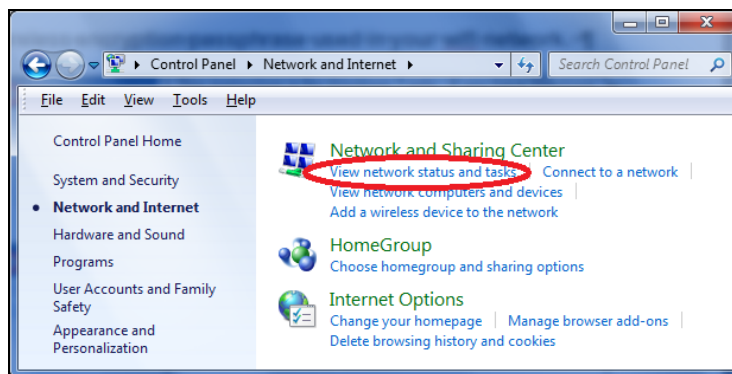 Control Panel ▸ Network and Internet ▸
Search Control Panel
File Edit View Tools Help
Control Panel Home
System and Security
Network and Internet
Hardware and Sound
Programs
User Accounts and Family
Safety
Appearance and
Personalization
Network and Sharing Center
View network status and tasks Connect to a network
View network computers and devices
Add a wireless device to the network
HomeGroup
Choose homegroup and sharing options
Internet Options
Change your homepage Manage browser add-ons
Delete browsing history and cookies